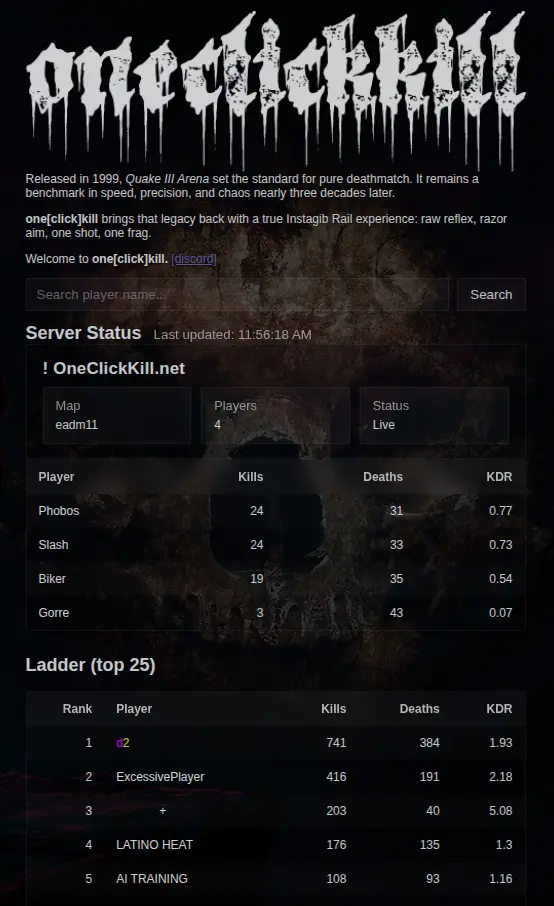 oneclickkill
Released in 1999, Quake III Arena set the standard for pure deathmatch. It remains a
benchmark in speed, precision, and chaos nearly three decades later.
one[click]kill brings that legacy back with a true Instagib Rail experience: raw reflex, razor
aim, one shot, one frag.
Welcome to one[click]kill. [discord]
Search player name... Search
Server Status Last updated: 11:56:18 AM
! OneClickKill.net
Map Players Status
eadm11 4 Live
Player Kills Deaths KDR
Phobos 24 31 0.77
Slash 24 33 0.73
Biker 19 35 0.54
Gorre 3 43 0.07
Ladder (top 25)
Rank Player Kills Deaths KDR
1 d2 741 384 1.93
2 ExcessivePlayer 416 191 2.18
3 + 203 40 5.08
4 LATINO HEAT 176 135 1.3
5 AI TRAINING 108 93 1.16